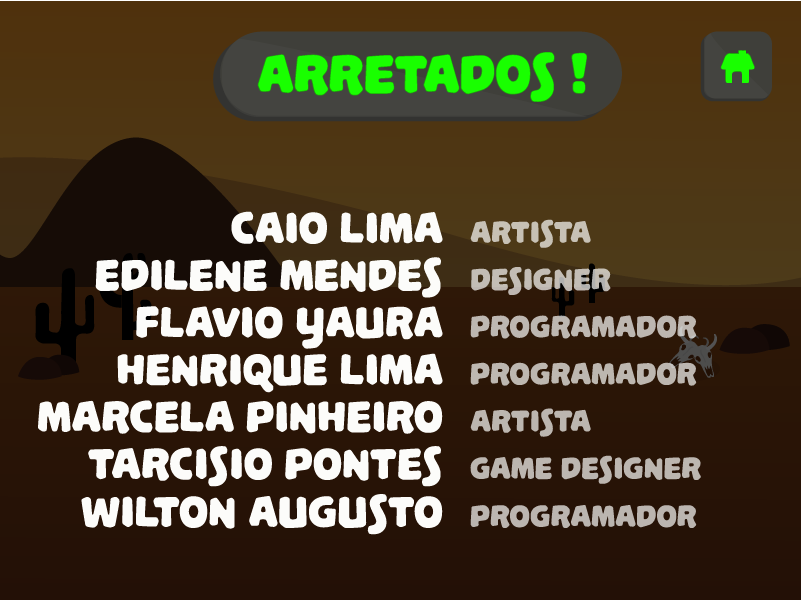 ARRETADOS !
CAIO LIMA ARTISTA
EDILENE MENDES DESIGNER
FLAVIO YAURA PROGRAMADOR
HENRIQUE LIMA PROGRAMADOR
MARCELA PINHEIRO ARTISTA
TARCISIO PONTES GAME DESIGNER
WILTON AUGUSTO PROGRAMADOR